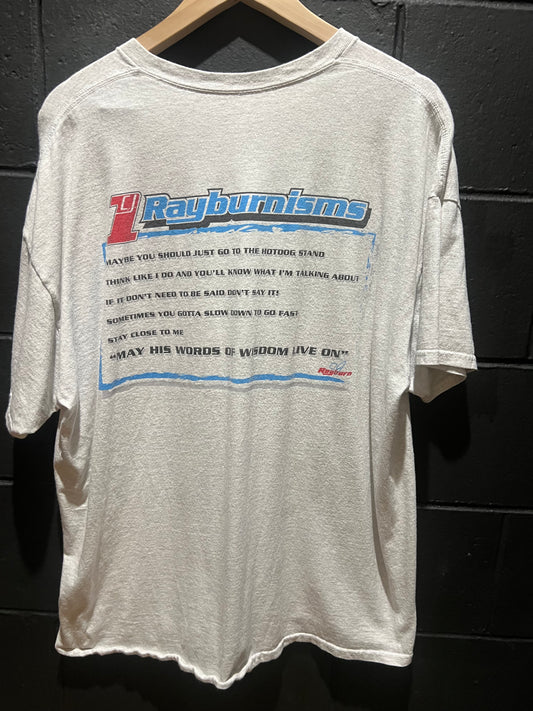 1 Rayburnisms
MAYBE YOU SHOULD JUST GO TO THE HOTDOG STAND
THINK LIKE I DO AND YOU'LL KNOW WHAT I'M TALKING ABOUT
IF IT DON'T NEED TO BE SAID DON'T SAY IT!
SOMETIMES YOU GOTTA SLOW DOWN TO GO FAST
STAY CLOSE TO ME
"MAY HIS WORDS OF WISDOM LIVE ON"
Rayburn